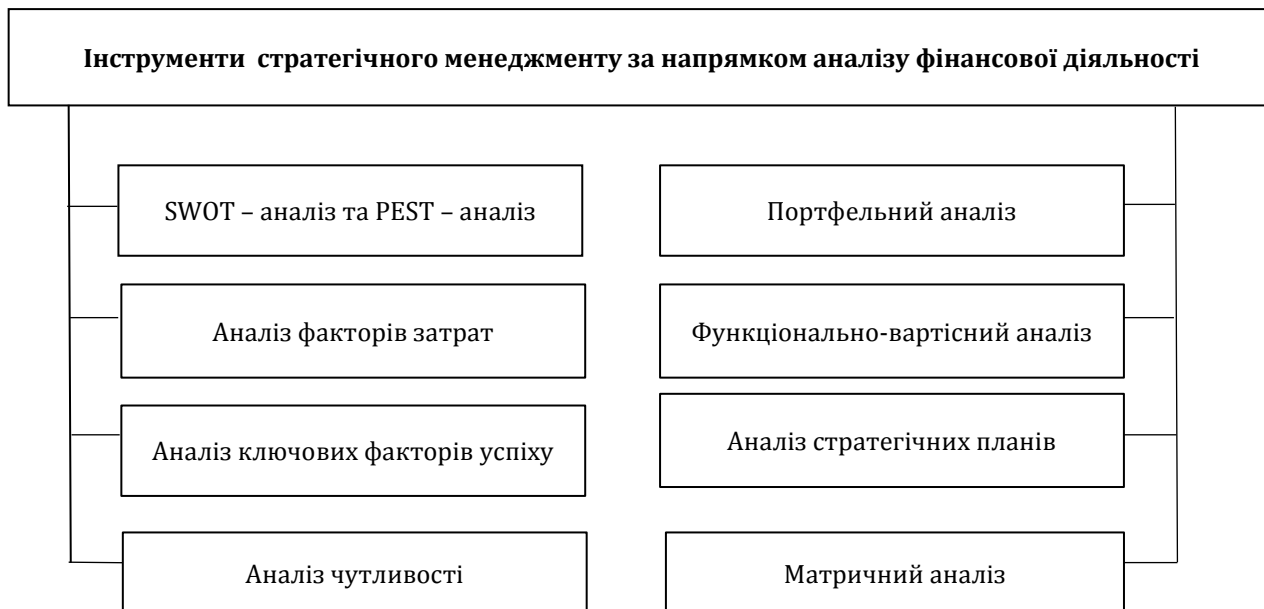 Інструменти стратегічного менеджменту за напрямком аналізу фінансової діяльності
SWOT – аналіз та PEST – аналіз
Портфельний аналіз
Аналіз факторів затрат
Функціонально-вартісний аналіз
Аналіз ключових факторів успіху
Аналіз стратегічних планів
Аналіз чутливості
Матричний аналіз